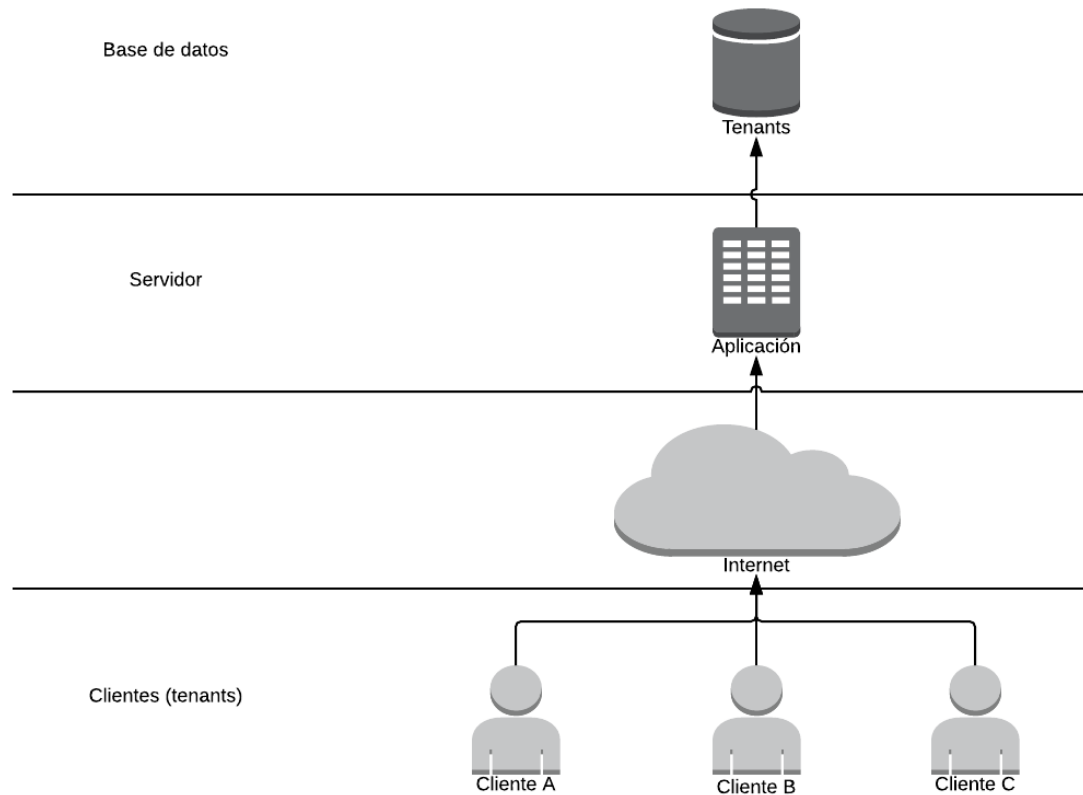 Base de datos
Tenants
Servidor
Aplicación
Internet
Clientes (tenants)
Cliente A
Cliente B
Cliente C